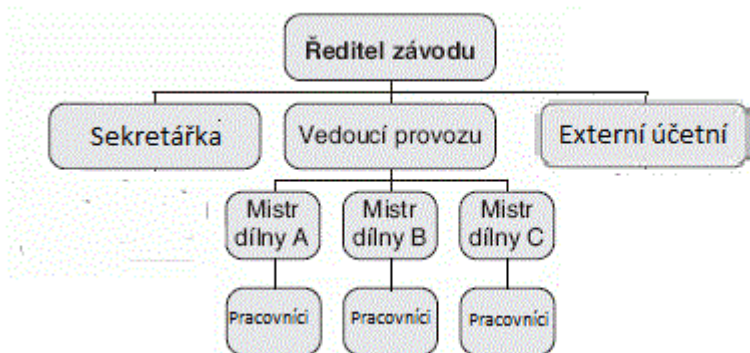 Ředitel závodu
Sekretářka
Vedoucí provozu
Externí účetní
Mistr
dílny A
Mistr
dílny B
Mistr
dílny C
Pracovníci
Pracovníci
Pracovníci